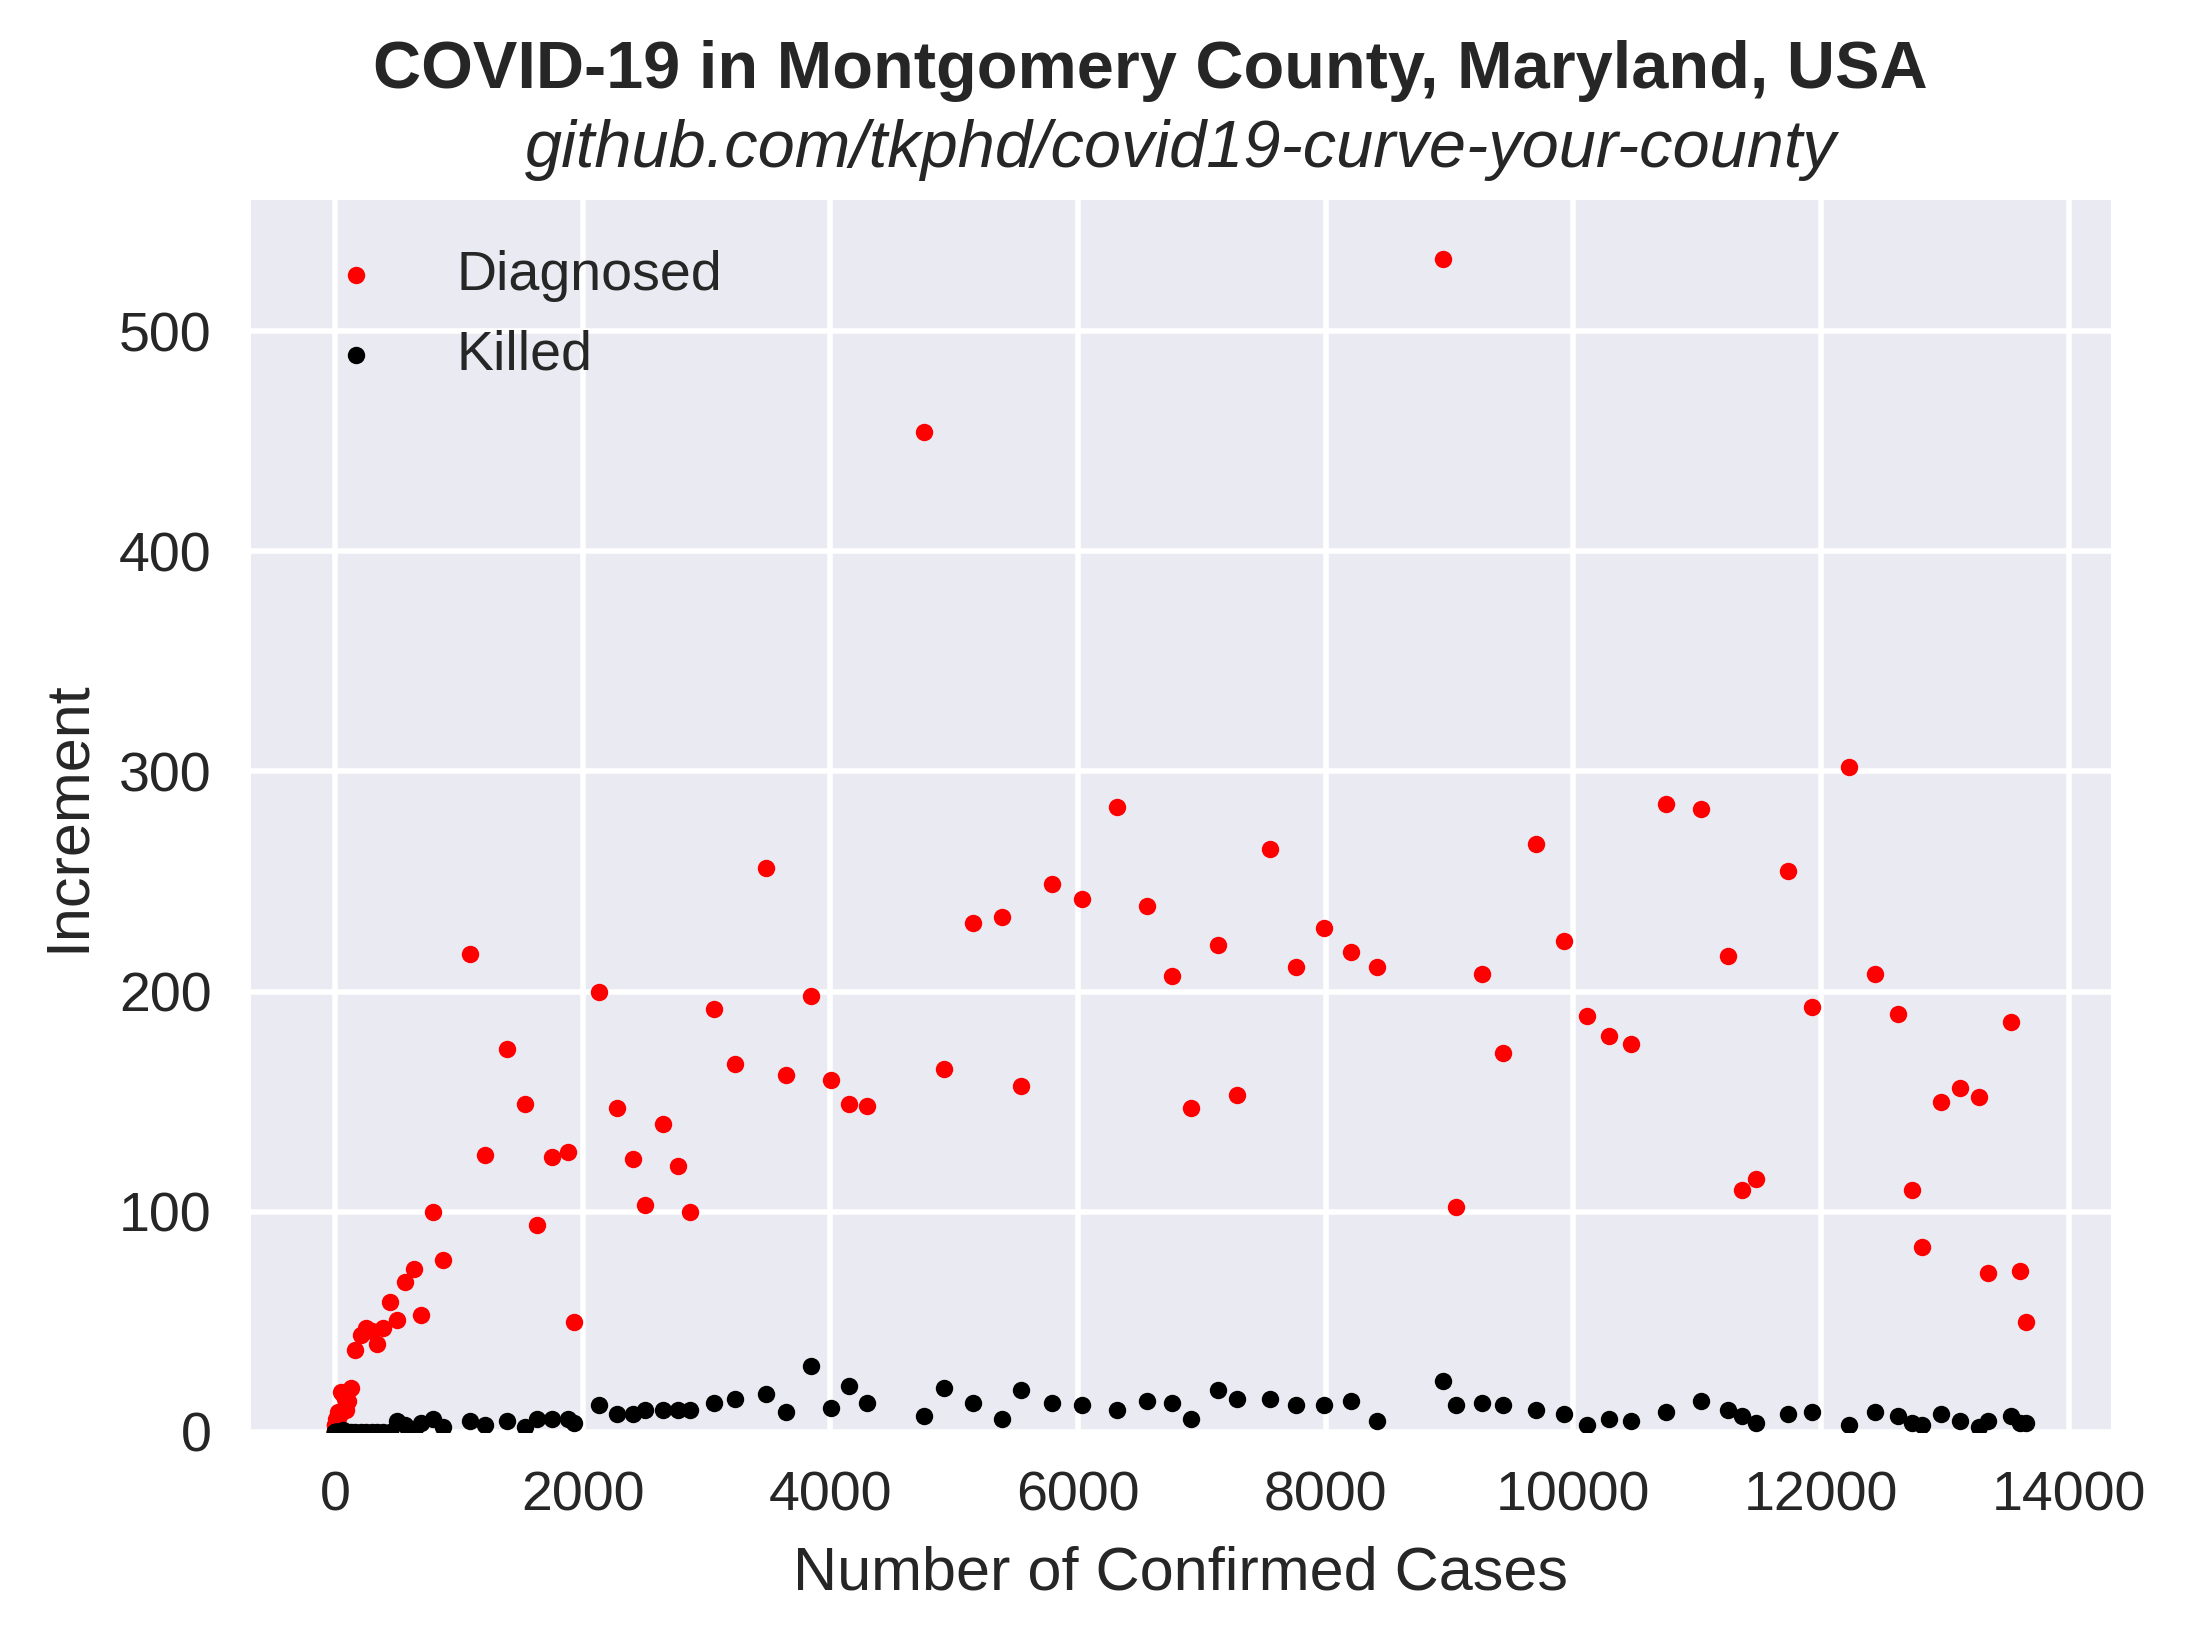 COVID-19 in Montgomery County, Maryland, USA
github.com/tkphd/covid19-curve-your-county
Diagnosed
Killed
500
400
300
200
100
0
Increment
0 2000 4000 6000 8000 10000 12000 14000
Number of Confirmed Cases